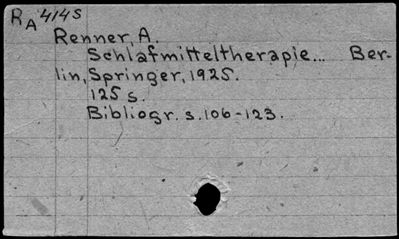 RA 414S
Renner, A.
Schlafmitteltherapie... Ber-
lin, Springer, 1925.
125 s.
Bibliogr. s. 106-123.